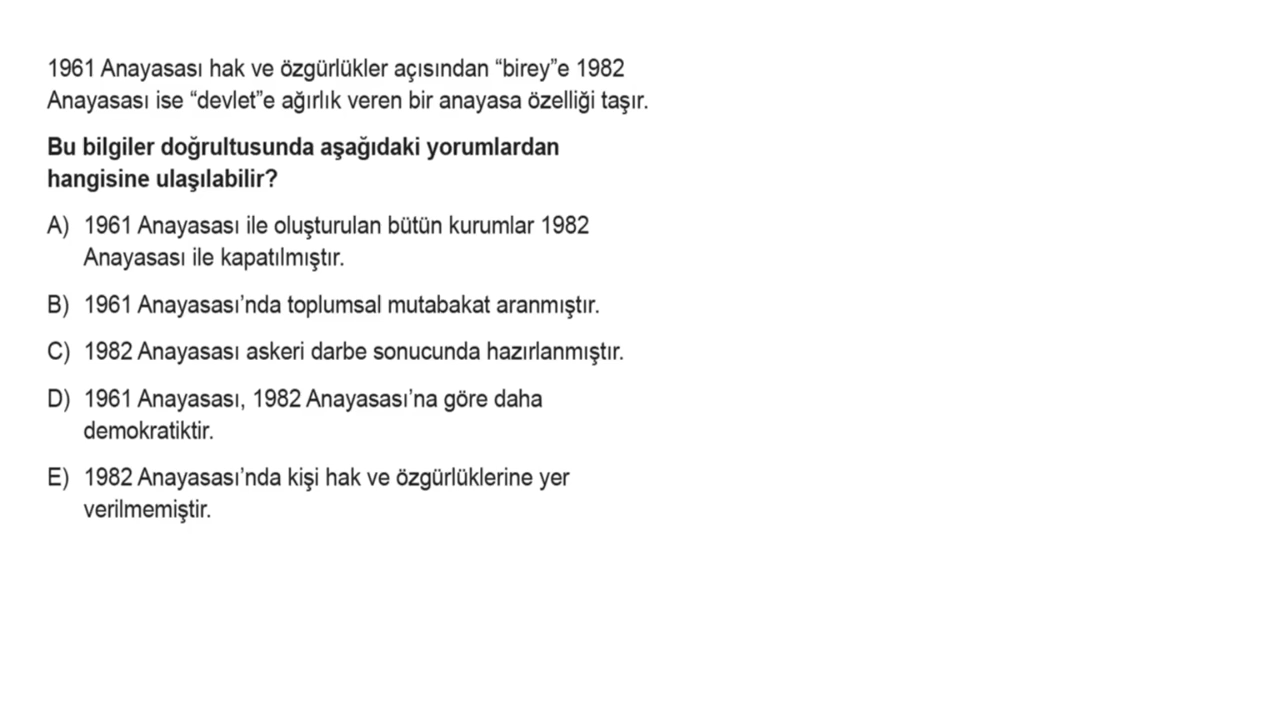 1961 Anayasası hak ve özgürlükler açısından “birey”e 1982
Anayasası ise “devlet”e ağırlık veren bir anayasa özelliği taşır.
Bu bilgiler doğrultusunda aşağıdaki yorumlardan
hangisine ulaşılabilir?
A) 1961 Anayasası ile oluşturulan bütün kurumlar 1982
Anayasası ile kapatılmıştır.
B) 1961 Anayasası’nda toplumsal mutabakat aranmıştır.
C) 1982 Anayasası askeri darbe sonucunda hazırlanmıştır.
D) 1961 Anayasası, 1982 Anayasası’na göre daha
demokratiktir.
E) 1982 Anayasası’nda kişi hak ve özgürlüklerine yer
verilmemiştir.